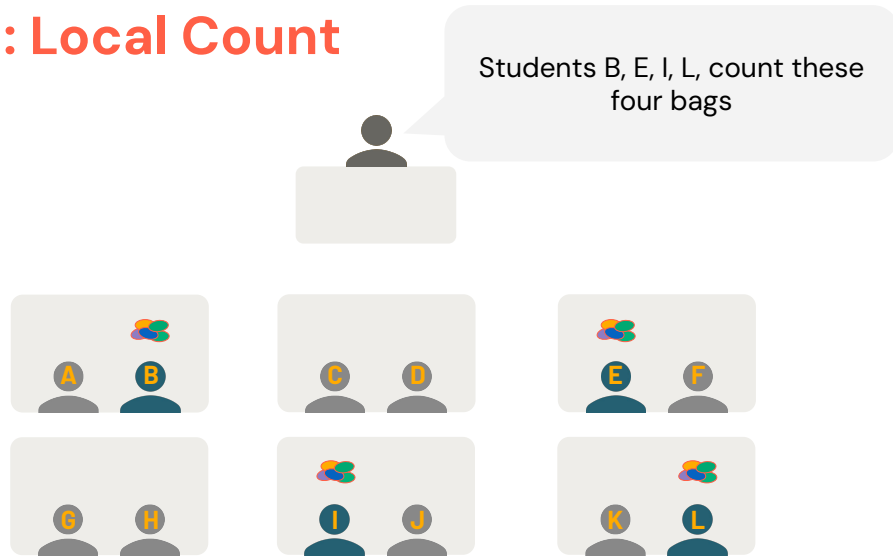 : Local Count
Students B, E, I, L, count these
four bags
A B C D E F
G H I J K L